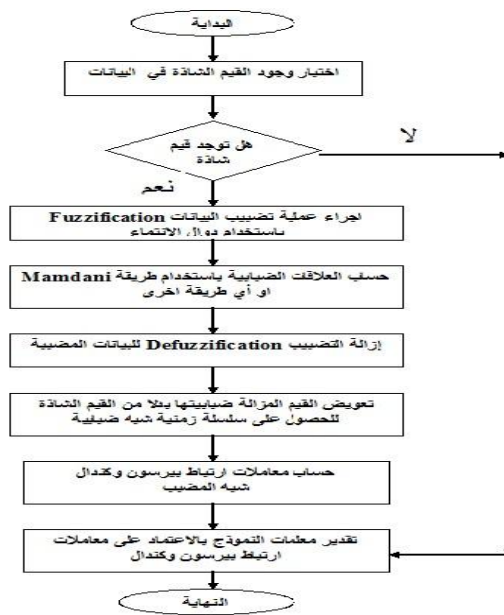 البداية
اختبار وجود القيم الشاذة في البيانات
هل توجد قيم
شاذة
لا
نعم
اجراء عملية تضبيب البيانات Fuzzification
باستخدام دوال الانتماء
حساب العلاقات الضبابية باستخدام طريقة Mamdani
او أي طريقة اخرى
إزالة التضبيب Defuzzification للبيانات المضببة
تعويض القيم المزالة ضبابيتها بدلا من القيم الشاذة
للحصول على سلسلة زمنية شبه ضبابية
حساب معاملات ارتباط بيرسون وكندال
شبه المضبب
تقدير معلمات النموذج بالاعتماد على معاملات
ارتباط بيرسون وكندال
النهاية